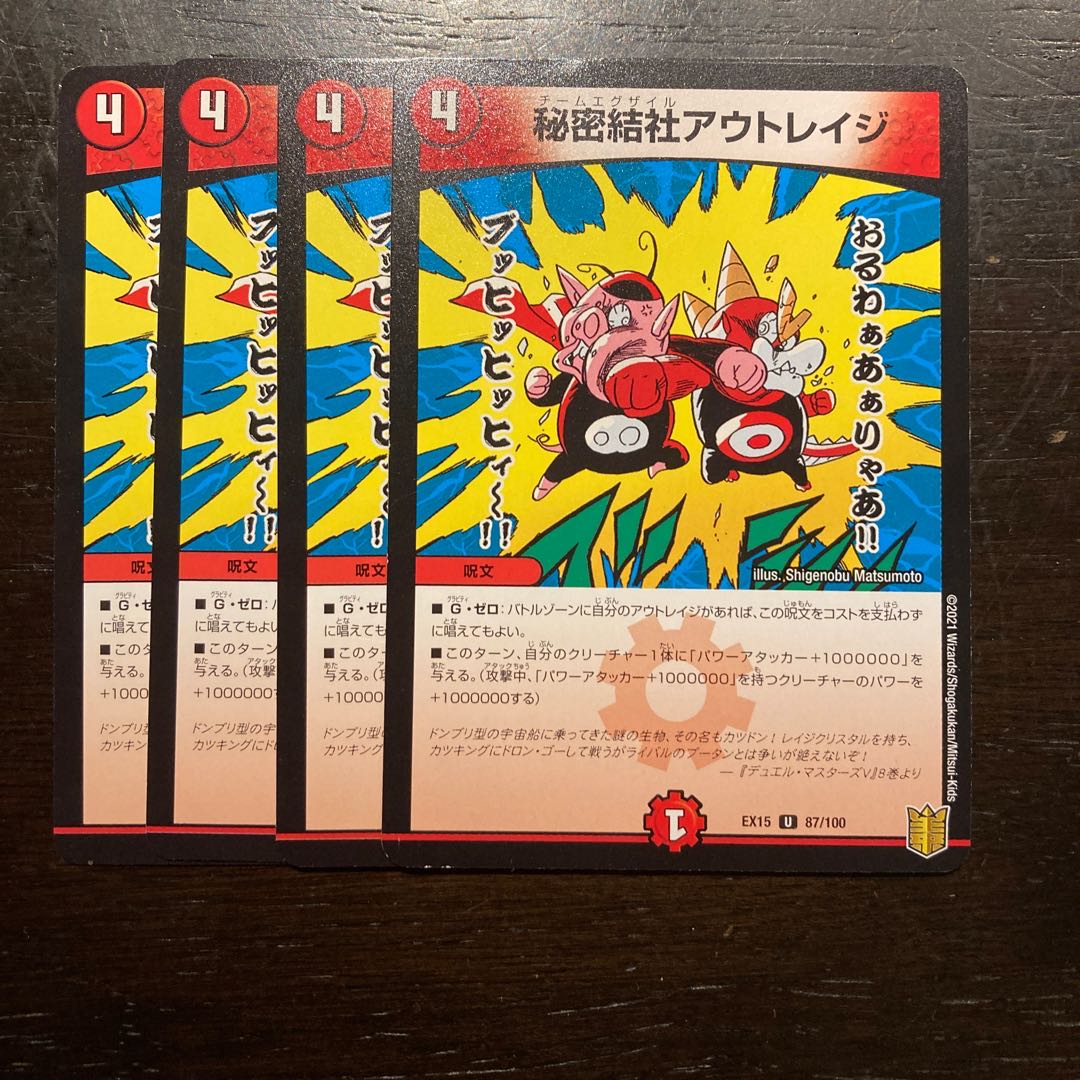 4
4
4
4
チームエグザイル
秘密結社アウトレイジ
ブッヒッヒッヒィ〜!!
おるわぁあぁりゃあ!!
illus. Shigenobu Matsumoto
呪文
呪文
呪文
呪文
■G・ゼロ:バトルゾーンに自分のアウトレイジがあれば、この呪文をコストを支払わず
に唱えてもよい。
■このターン、自分のクリーチャー1体に「パワーアタッカー+1000000」を
与える。(攻撃中、「パワーアタッカー+1000000」を持つクリーチャーのパワーを
+1000000する)
ドンブリ型の宇宙船に乗ってきた謎の生物、その名もカツドン!レイジクリスタルを持ち、
カツキングにドロン・ゴーして戦うがライバルのブータンとは争いが絶えないぞ!
—『デュエル・マスターズV』8巻より
1
EX15 U 87/100
©2021 Wizards/Shogakukan/Mitsui-Kids